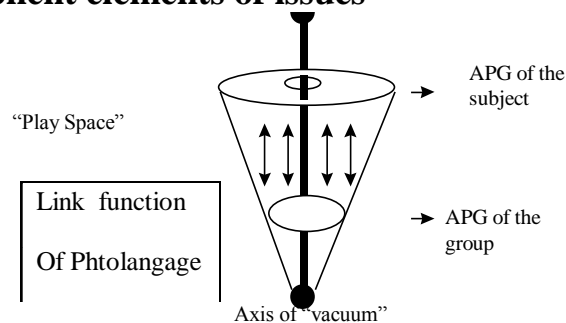 onent elements of issues
APG of the
subject
“Play Space”
Link function
Of Phtolangage
APG of the
group
Axis of “vacuum”